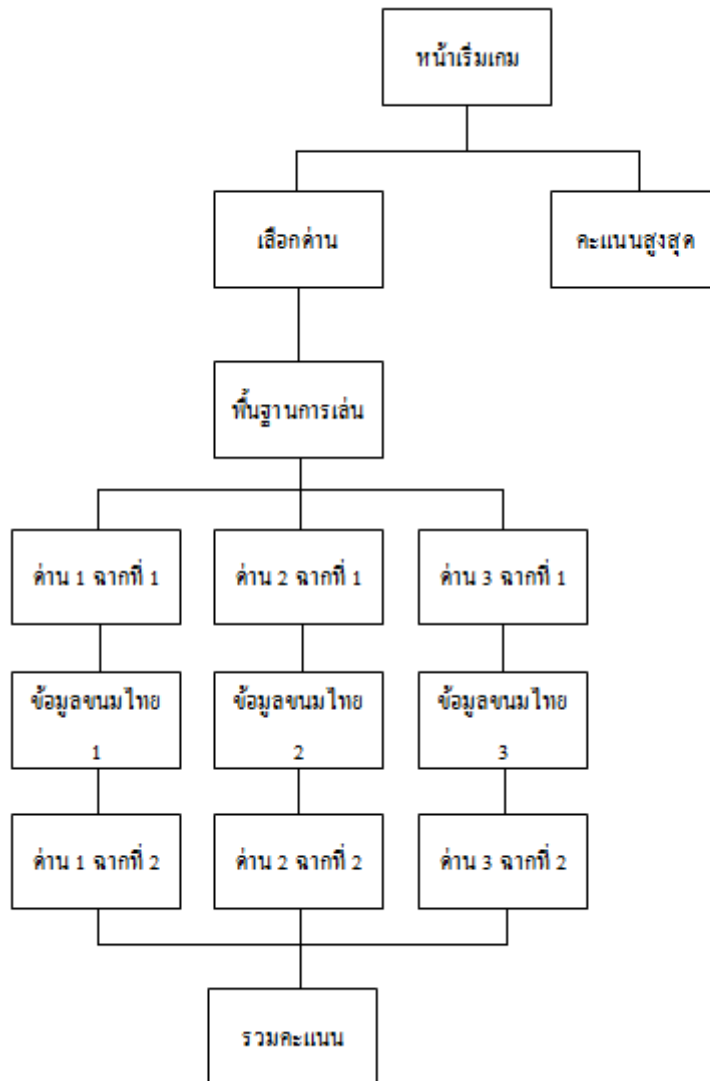 หน้าเริ่มเกม
เลือกด่าน
คะแนนสูงสุด
พื้นฐานการเล่น
ด่าน 1 ฉากที่ 1
ด่าน 2 ฉากที่ 1
ด่าน 3 ฉากที่ 1
ข้อมูลขนมไทย
1
ข้อมูลขนมไทย
2
ข้อมูลขนมไทย
3
ด่าน 1 ฉากที่ 2
ด่าน 2 ฉากที่ 2
ด่าน 3 ฉากที่ 2
รวมคะแนน